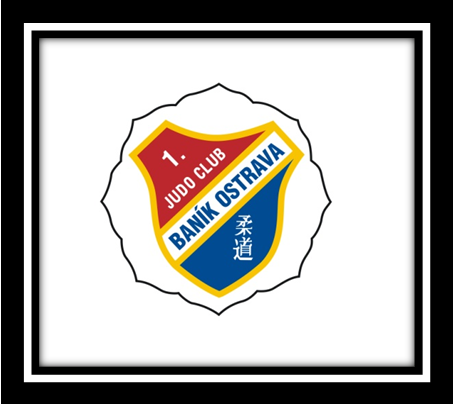 1.
JUDO CLUB
BANÍK OSTRAVA
柔
道